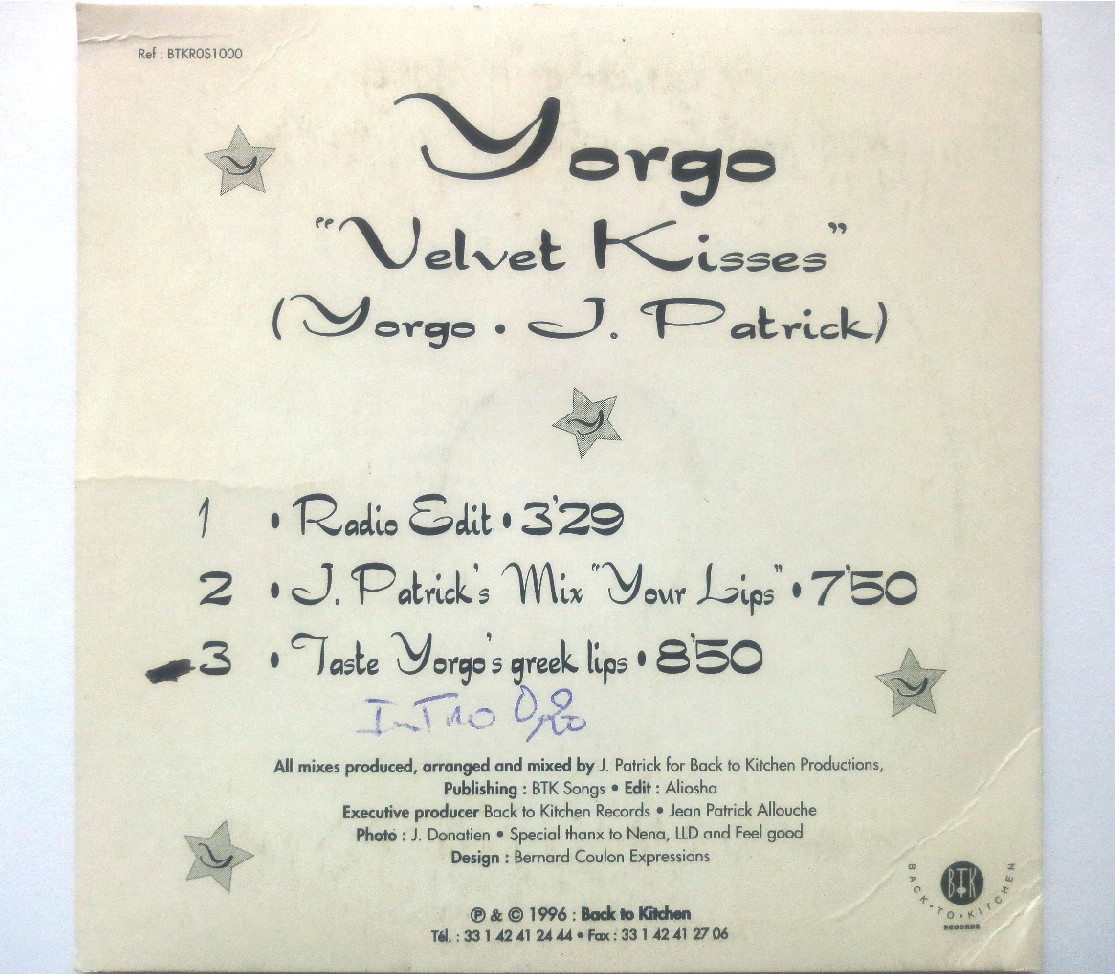 Ref : BTKROS1000
Yorgo
"Velvet Kisses"
(Yorgo • J. Patrick)
1 • Radio Edit • 3'29
2 • J. Patrick's Mix "Your Lips" • 7'50
3 • Taste Yorgo's greek lips • 8'50
INTRO
All mixes produced, arranged and mixed by J. Patrick for Back to Kitchen Productions,
Publishing : BTK Songs • Edit : Aliosha
Executive producer Back to Kitchen Records • Jean Patrick Allouche
Photo : J. Donatien • Special thanx to Nena, LLD and Feel good
Design : Bernard Coulon Expressions
BTK
BACK • TO • KITCHEN
RECORDS
℗ & © 1996 : Back to Kitchen
Tél. : 33 1 42 41 24 44 • Fax : 33 1 42 41 27 06